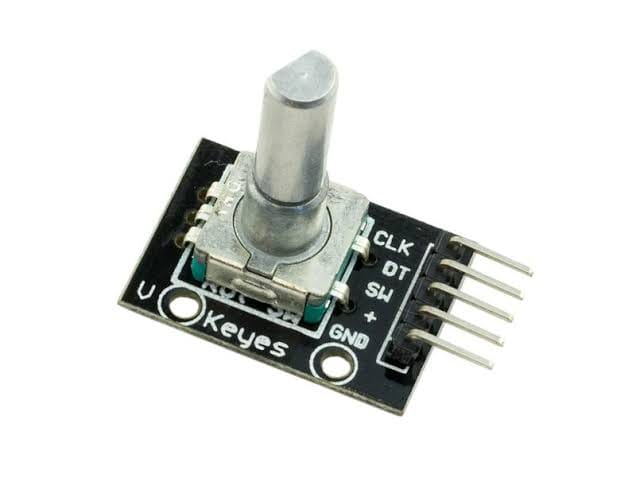 CLK
DT
SW
+
GND
V
Keyes